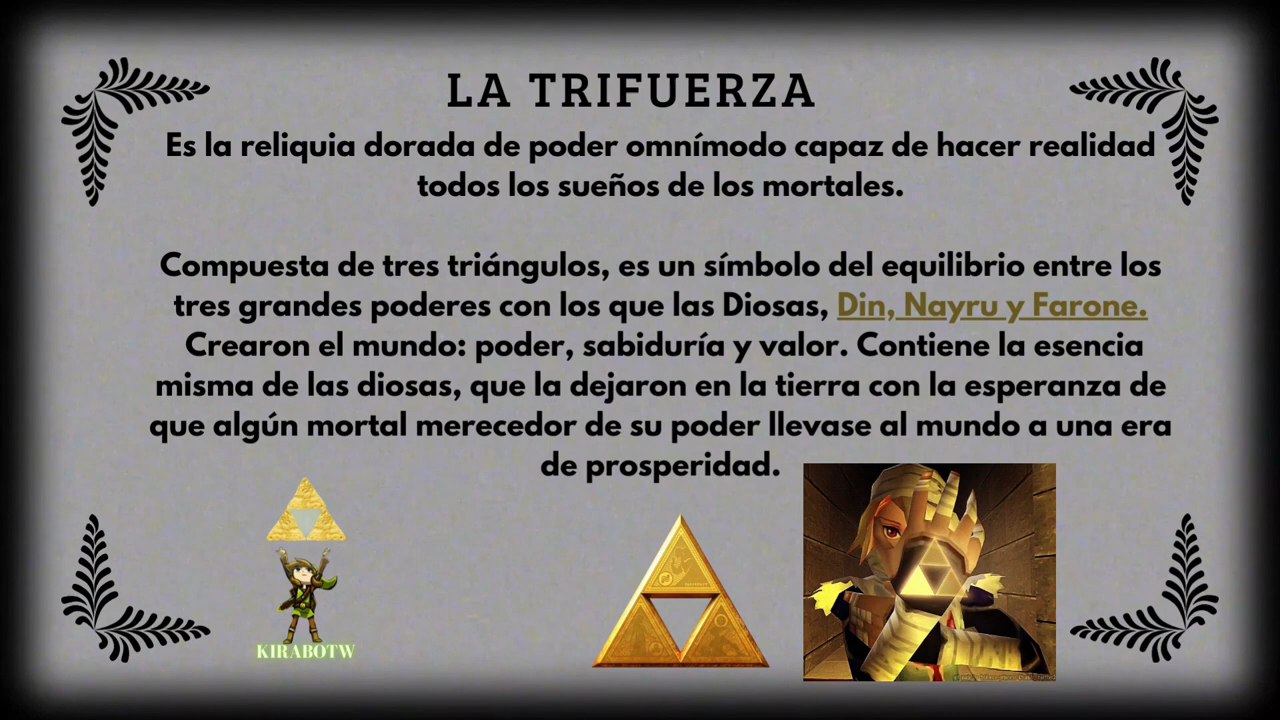 LA TRIFUERZA
Es la reliquia dorada de poder omnímodo capaz de hacer realidad
todos los sueños de los mortales.
Compuesta de tres triángulos, es un símbolo del equilibrio entre los
tres grandes poderes con los que las Diosas, Din, Nayru y Farone.
Crearon el mundo: poder, sabiduría y valor. Contiene la esencia
misma de las diosas, que la dejaron en la tierra con la esperanza de
que algún mortal merecedor de su poder llevase al mundo a una era
de prosperidad.
KIRABOTW